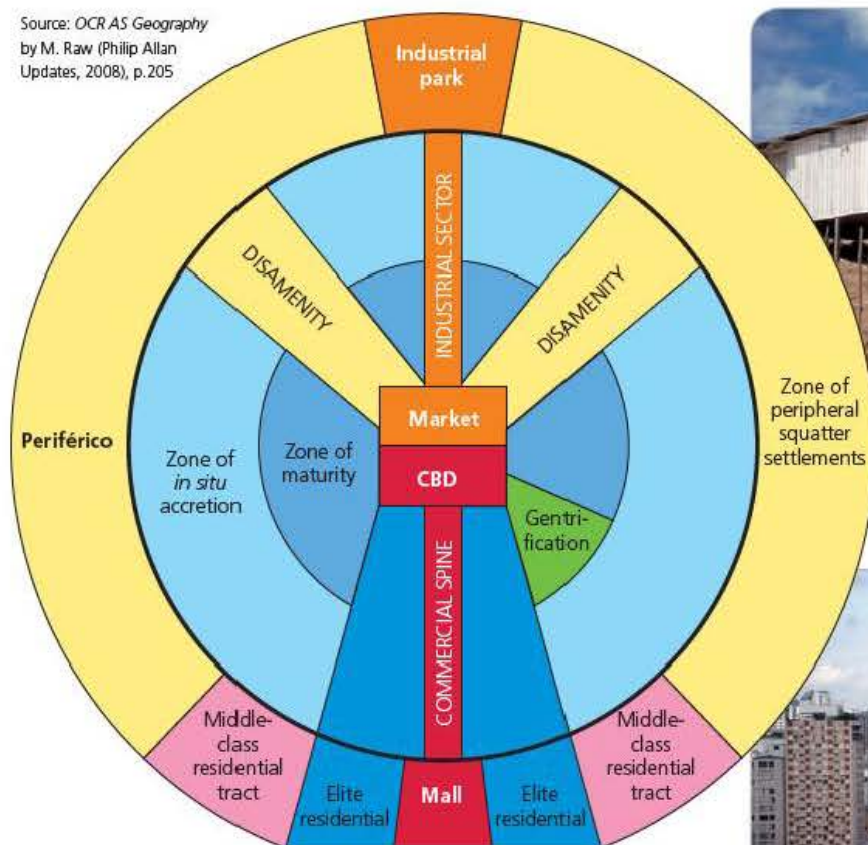 Source: OCR AS Geography
by M. Raw (Philip Allan
Updates, 2008), p.205
Industrial
park
INDUSTRIAL SECTOR
DISAMENITY
DISAMENITY
Market
CBD
Periférico
Zone of
in situ
accretion
Zone of
maturity
Gentri-
fication
Zone of
peripheral
squatter
settlements
COMMERCIAL SPINE
Middle-
class
residential
tract
Elite
residential
Mall
Elite
residential
Middle-
class
residential
tract